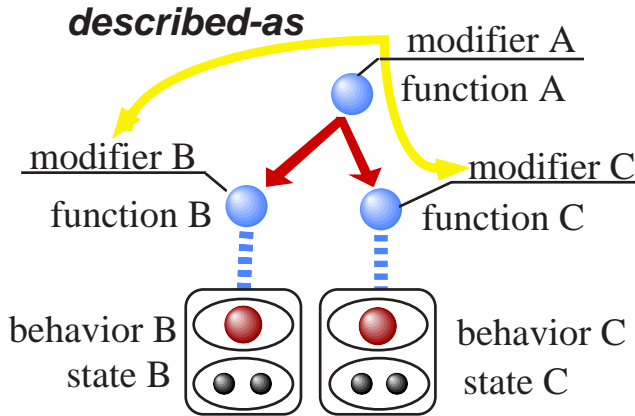 described-as
modifier A
function A
modifier B
modifier C
function B
function C
behavior B
behavior C
state B
state C